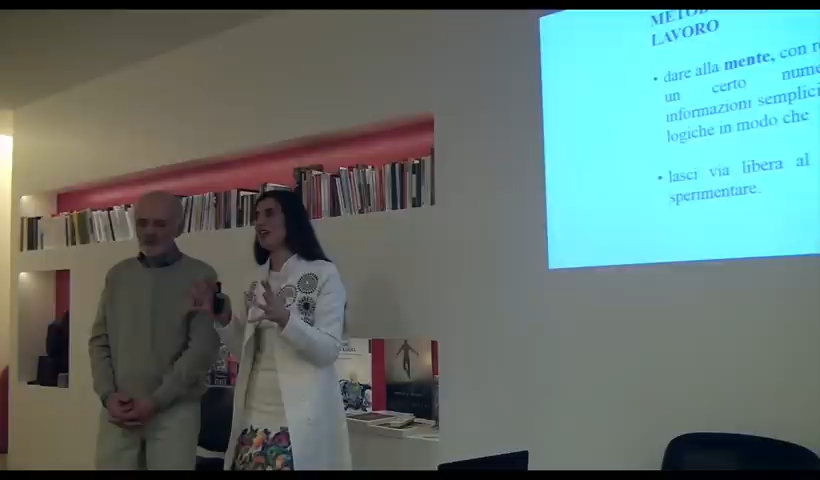 LAVORO
• dare alla mente, con
un certo
informazioni semplici
logiche in modo che
• lasci via libera al
sperimentare.